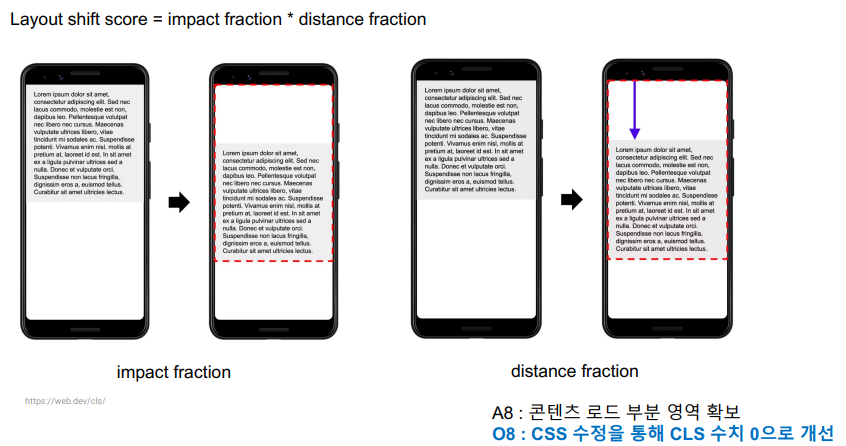 Layout shift score = impact fraction * distance fraction
Lorem ipsum dolor sit amet,
consectetur adipiscing elit. Sed nec
lacus commodo, molestie est non,
dapibus leo. Pellentesque volutpat
nec libero nec cursus. Maecenas
vulputate ultrices libero, vitae
tincidunt mi sodales ac. Suspendisse
potenti. Vivamus enim nisl, mollis at
pretium at, laoreet id est. In sit amet
ex a ligula pulvinar ultrices sed a
nulla. Donec et vulputate orci.
Suspendisse non lacus fringilla,
dignissim eros a, euismod tellus.
Curabitur sit amet ultricies lectus.
Lorem ipsum dolor sit amet,
consectetur adipiscing elit. Sed nec
lacus commodo, molestie est non,
dapibus leo. Pellentesque volutpat
nec libero nec cursus. Maecenas
vulputate ultrices libero, vitae
tincidunt mi sodales ac. Suspendisse
potenti. Vivamus enim nisl, mollis at
pretium at, laoreet id est. In sit amet
ex a ligula pulvinar ultrices sed a
nulla. Donec et vulputate orci.
Suspendisse non lacus fringilla,
dignissim eros a, euismod tellus.
Curabitur sit amet ultricies lectus.
Lorem ipsum dolor sit amet,
consectetur adipiscing elit. Sed nec
lacus commodo, molestie est non,
dapibus leo. Pellentesque volutpat
nec libero nec cursus. Maecenas
vulputate ultrices libero, vitae
tincidunt mi sodales ac. Suspendisse
potenti. Vivamus enim nisl, mollis at
pretium at, laoreet id est. In sit amet
ex a ligula pulvinar ultrices sed a
nulla. Donec et vulputate orci.
Suspendisse non lacus fringilla,
dignissim eros a, euismod tellus.
Curabitur sit amet ultricies lectus.
Lorem ipsum dolor sit amet,
consectetur adipiscing elit. Sed nec
lacus commodo, molestie est non,
dapibus leo. Pellentesque volutpat
nec libero nec cursus. Maecenas
vulputate ultrices libero, vitae
tincidunt mi sodales ac. Suspendisse
potenti. Vivamus enim nisl, mollis at
pretium at, laoreet id est. In sit amet
ex a ligula pulvinar ultrices sed a
nulla. Donec et vulputate orci.
Suspendisse non lacus fringilla,
dignissim eros a, euismod tellus.
Curabitur sit amet ultricies lectus.
impact fraction
distance fraction
https://web.dev/cls/
A8 : 콘텐츠 로드 부분 영역 확보
O8 : CSS 수정을 통해 CLS 수치 0으로 개선